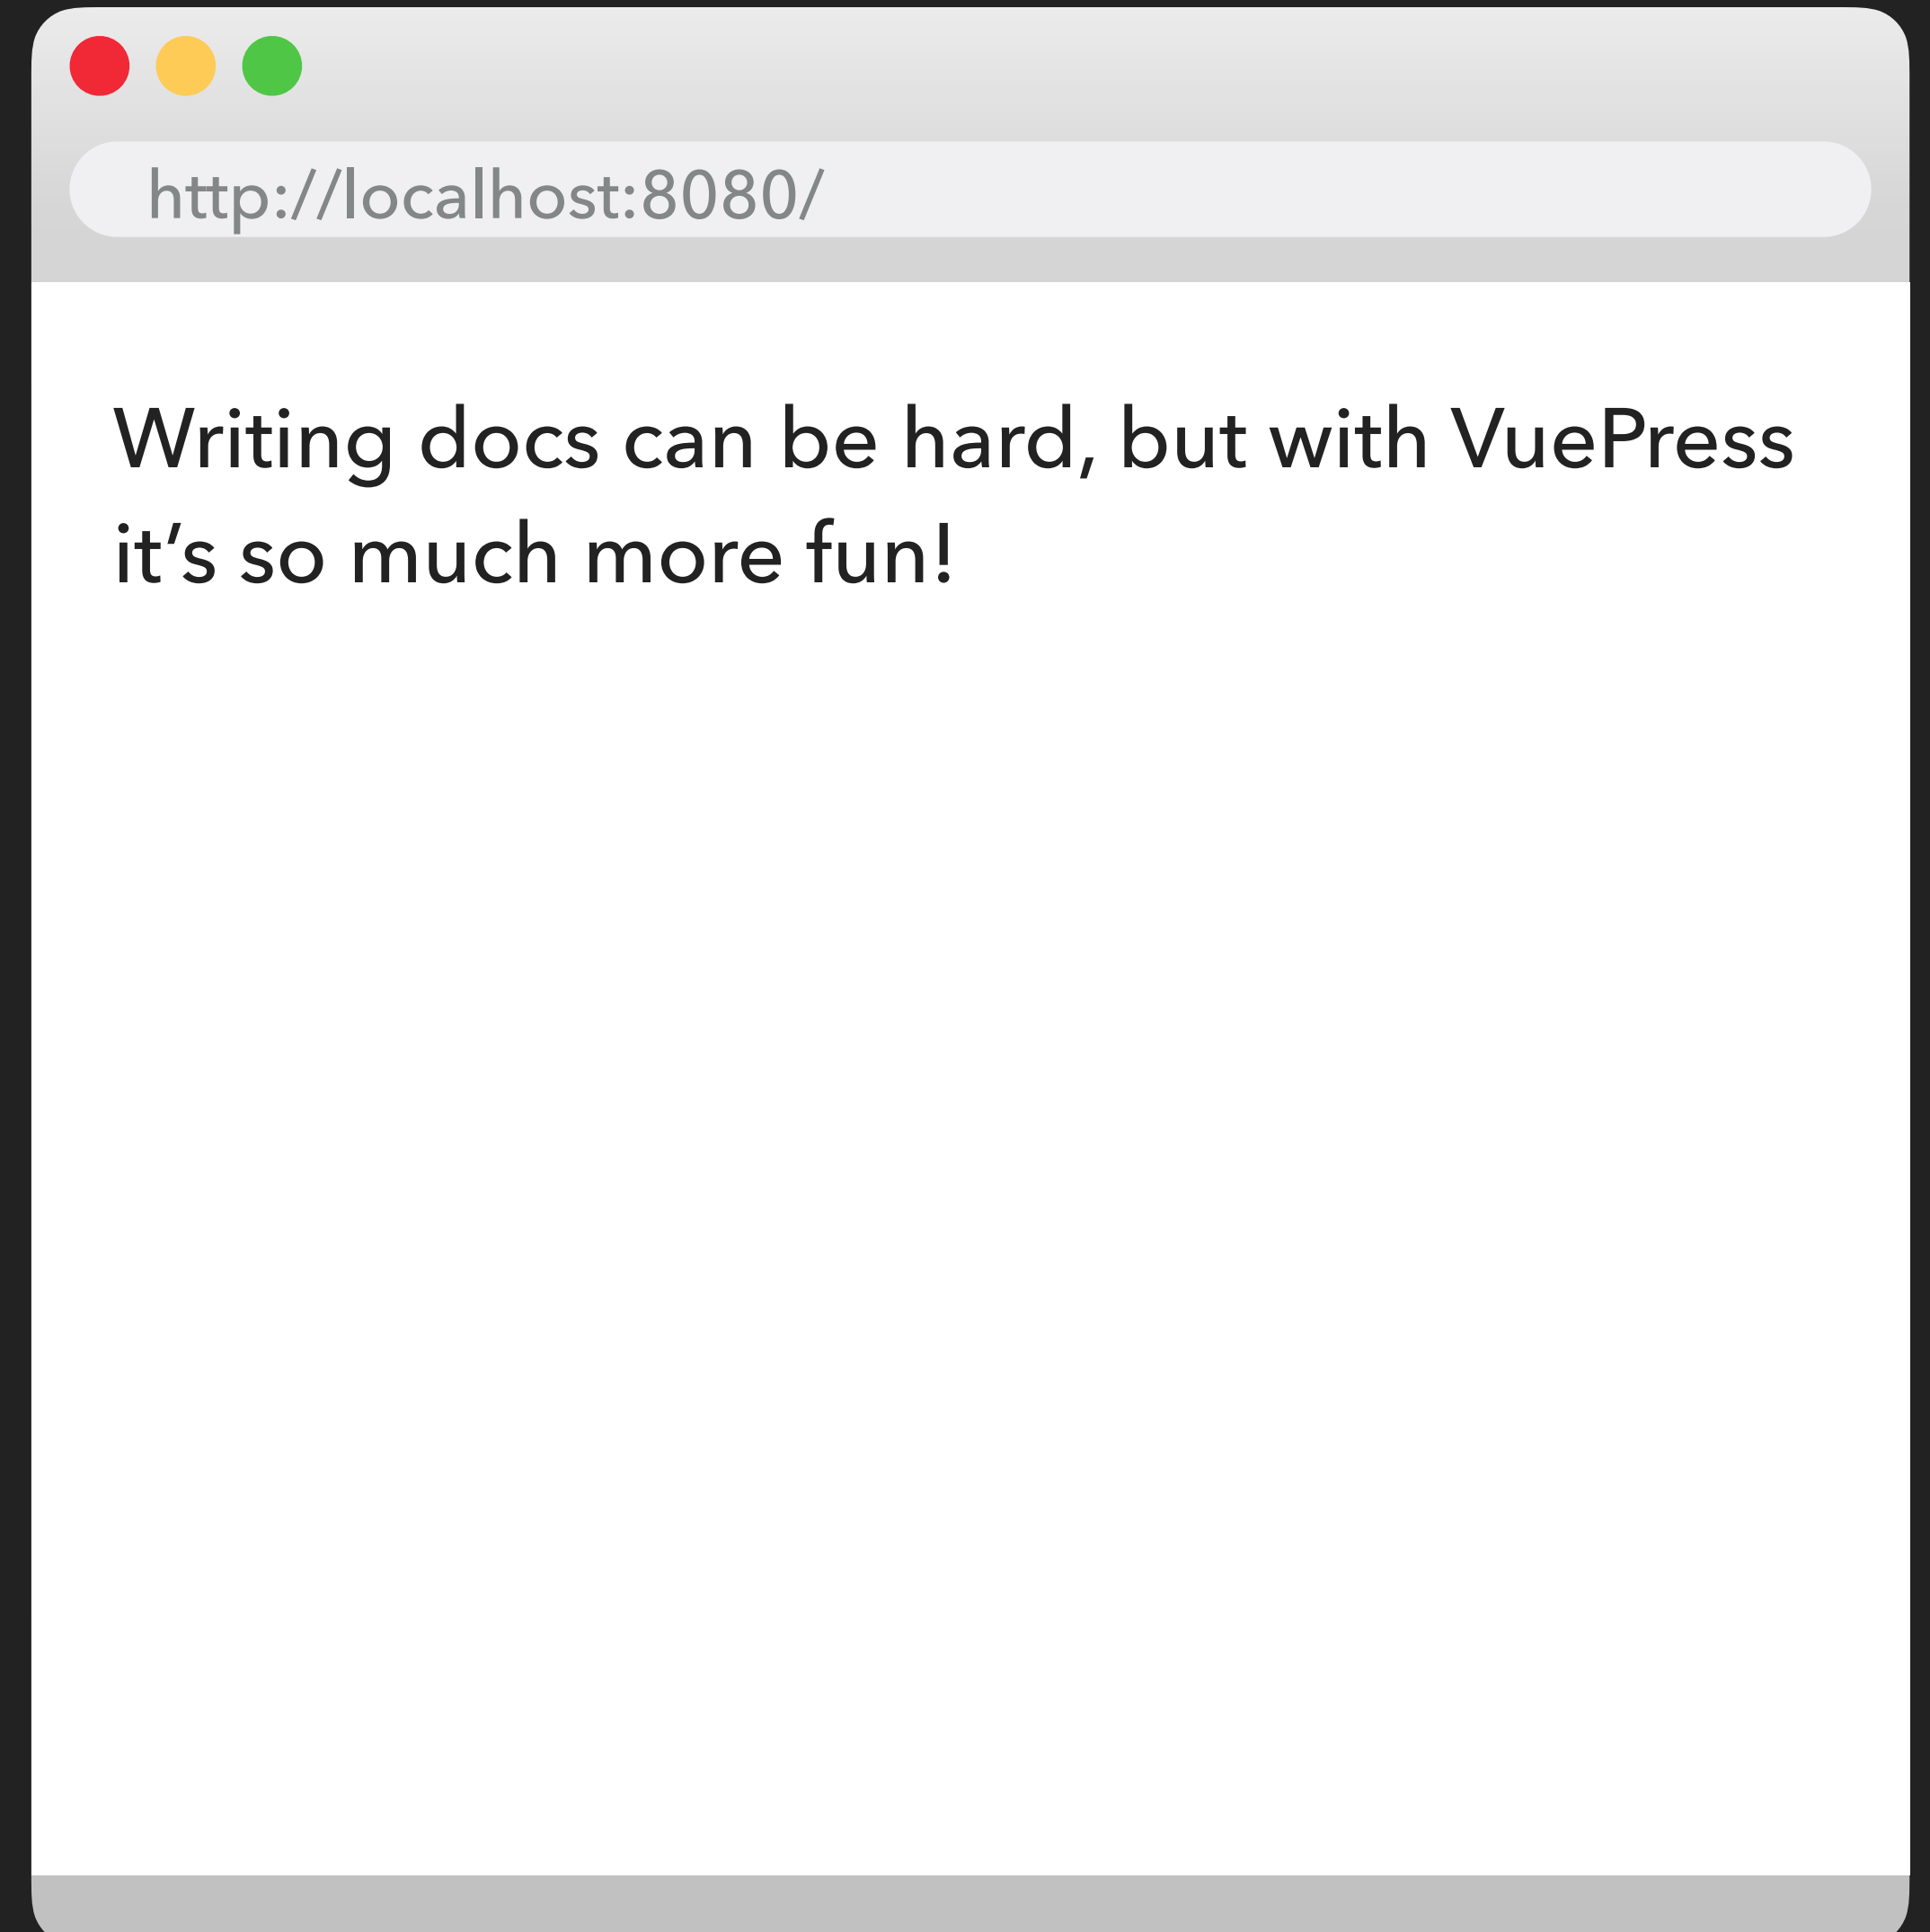 http://localhost:8080/
Writing docs can be hard, but with VuePress
it’s so much more fun!